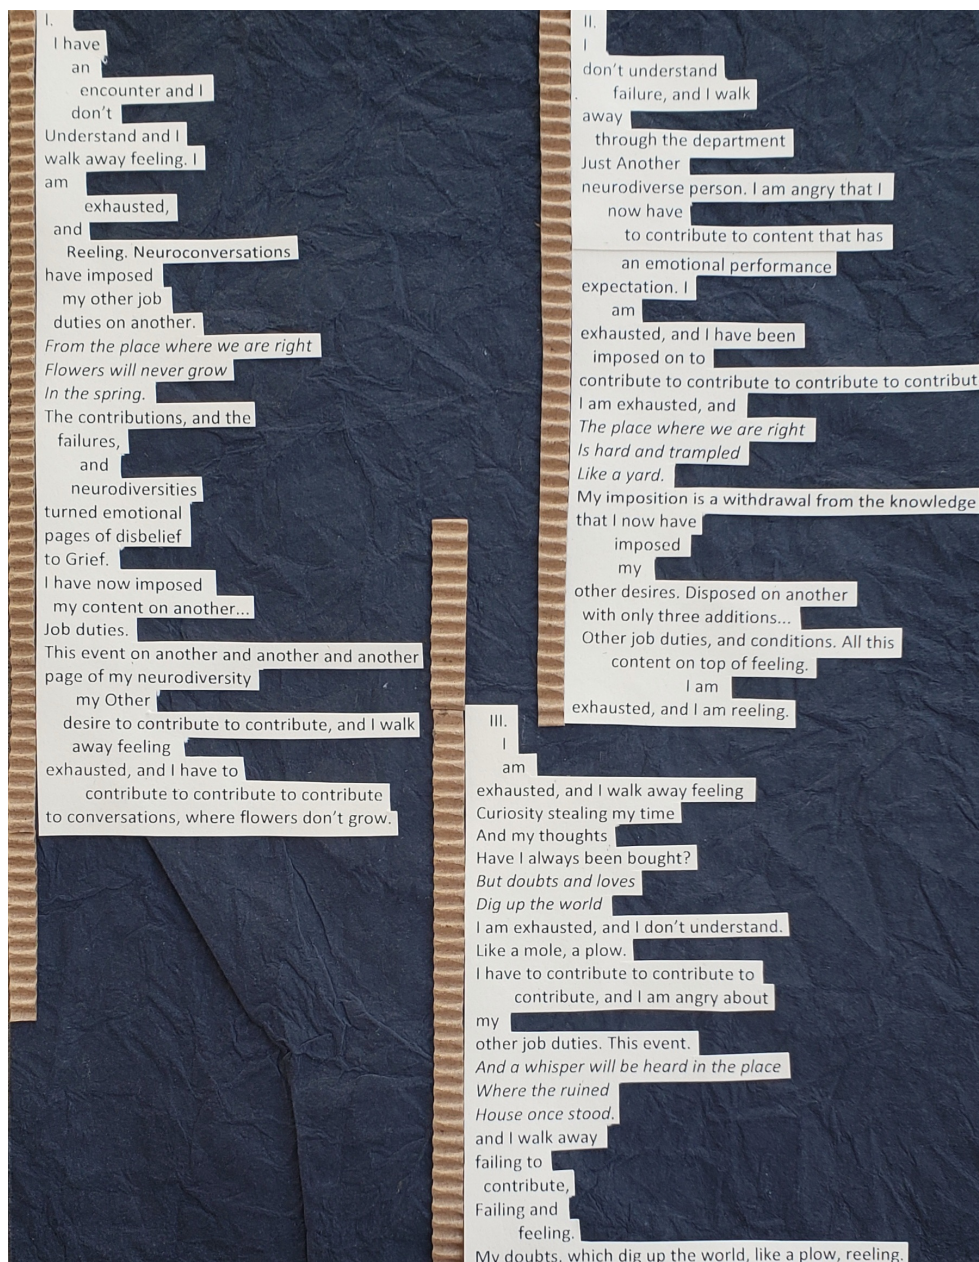 I.
I have
an
encounter and I
don't
Understand and I
walk away feeling. I
am
exhausted,
and
Reeling. Neuroconversations
have imposed
my other job
duties on another.
From the place where we are right
Flowers will never grow
In the spring.
The contributions, and the
failures,
and
neurodiversities
turned emotional
pages of disbelief
to Grief.
I have now imposed
my content on another...
Job duties.
This event on another and another and another
page of my neurodiversity
my Other
desire to contribute to contribute, and I walk
away feeling
exhausted, and I have to
contribute to contribute to contribute
to conversations, where flowers don't grow.
II.
I
don't understand
failure, and I walk
away
through the department
Just Another
neurodiverse person. I am angry that I
now have
to contribute to content that has
an emotional performance
expectation. I
am
exhausted, and I have been
imposed on to
contribute to contribute to contribute to contribut
I am exhausted, and
The place where we are right
Is hard and trampled
Like a yard.
My imposition is a withdrawal from the knowledge
that I now have
imposed
my
other desires. Disposed on another
with only three additions...
Other job duties, and conditions. All this
content on top of feeling.
I am
exhausted, and I am reeling.
III.
I
am
exhausted, and I walk away feeling
Curiosity stealing my time
And my thoughts
Have I always been bought?
But doubts and loves
Dig up the world
I am exhausted, and I don't understand.
Like a mole, a plow.
I have to contribute to contribute to
contribute, and I am angry about
my
other job duties. This event.
And a whisper will be heard in the place
Where the ruined
House once stood.
and I walk away
failing to
contribute,
Failing and
feeling.
My doubts, which dig up the world, like a plow, reeling.